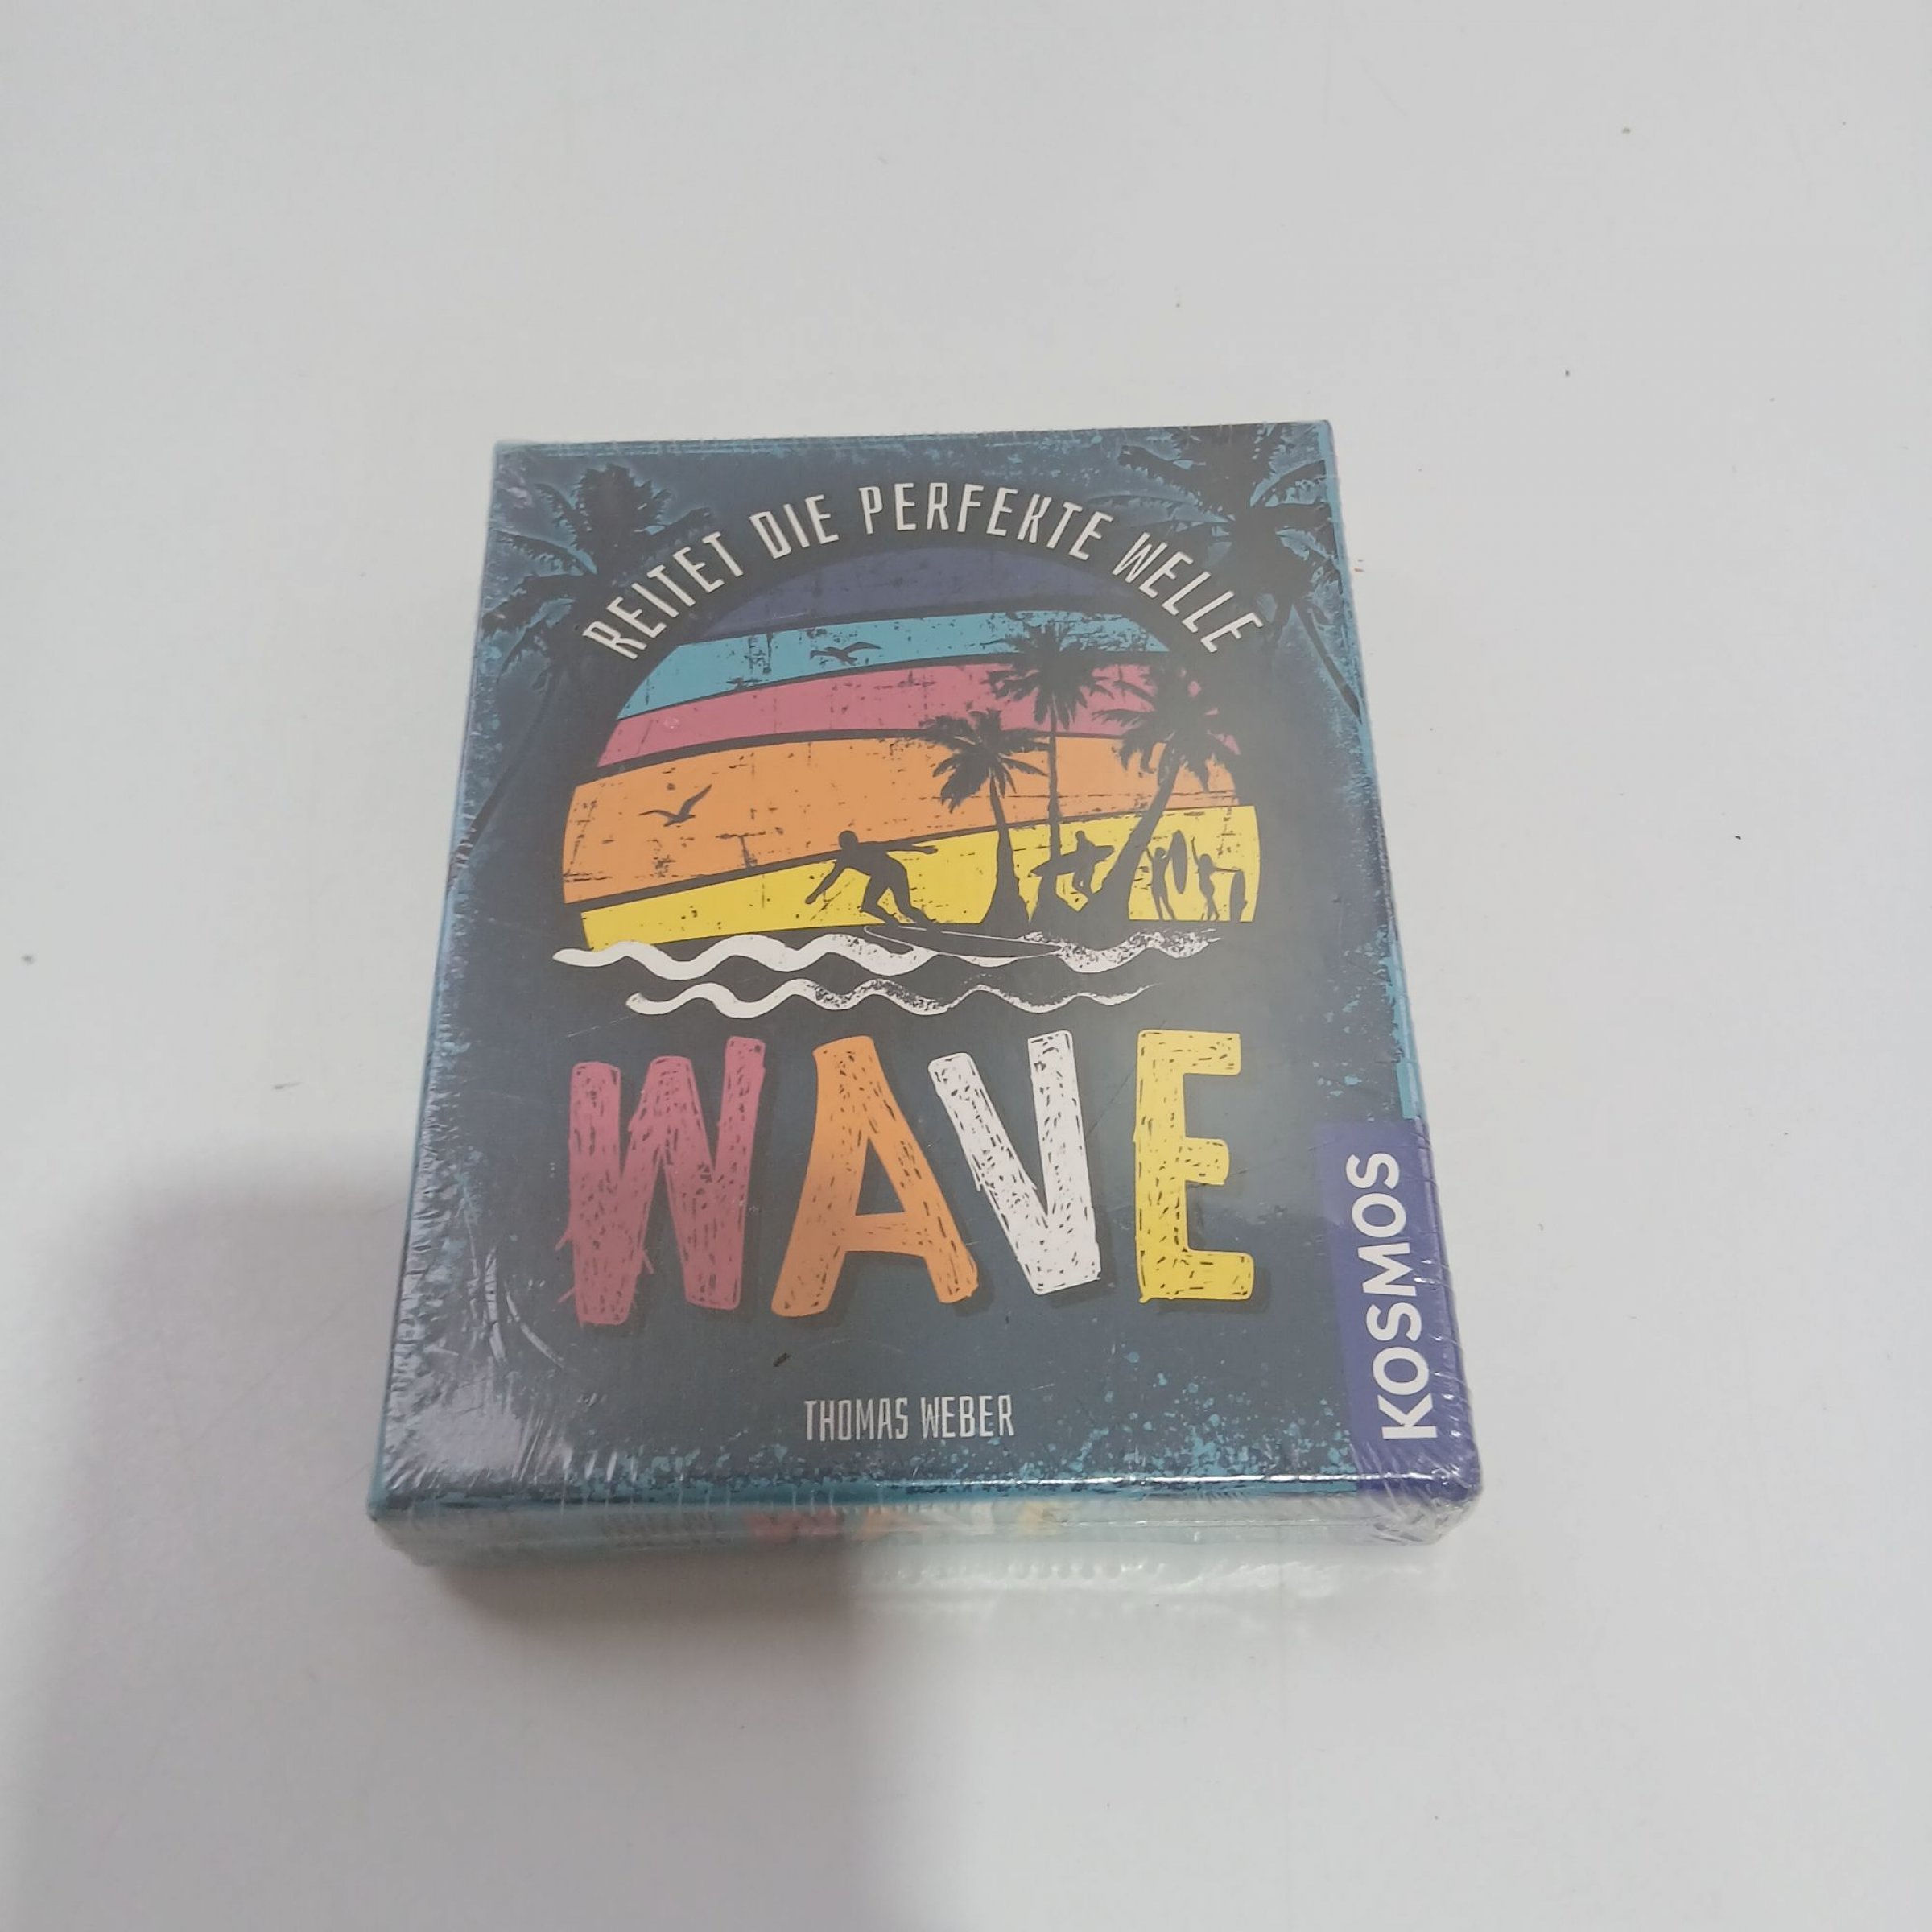 REITET DIE PERFEKTE WELLE
WAVE
THOMAS WEBER
KOSMOS